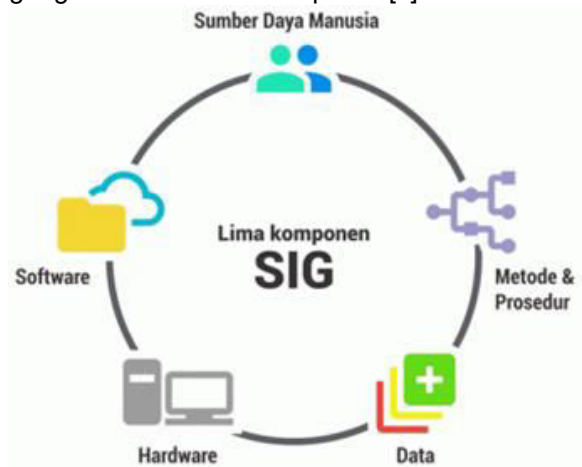 Sumber Daya Manusia
Lima komponen
SIG
Software
Metode &
Prosedur
Hardware
Data